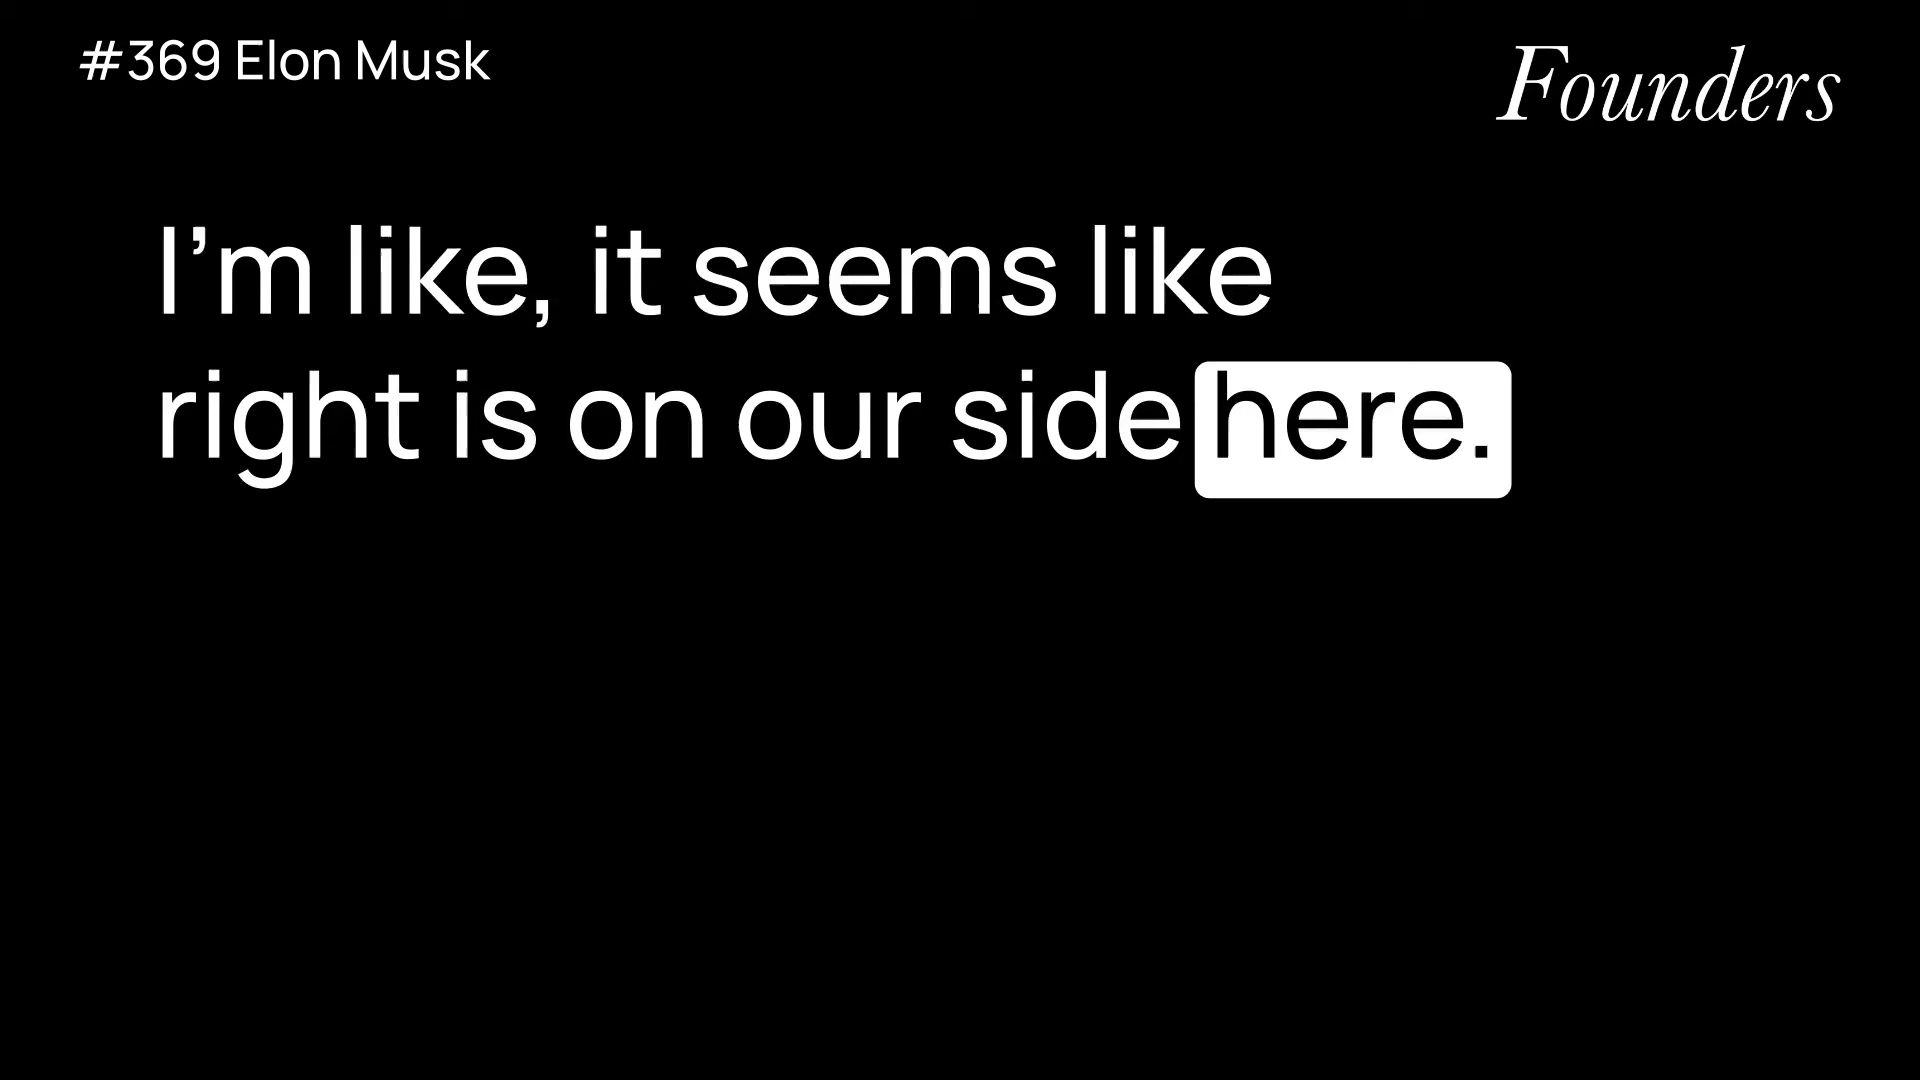 #369 Elon Musk
Founders
I’m like, it seems like
right is on our side here.